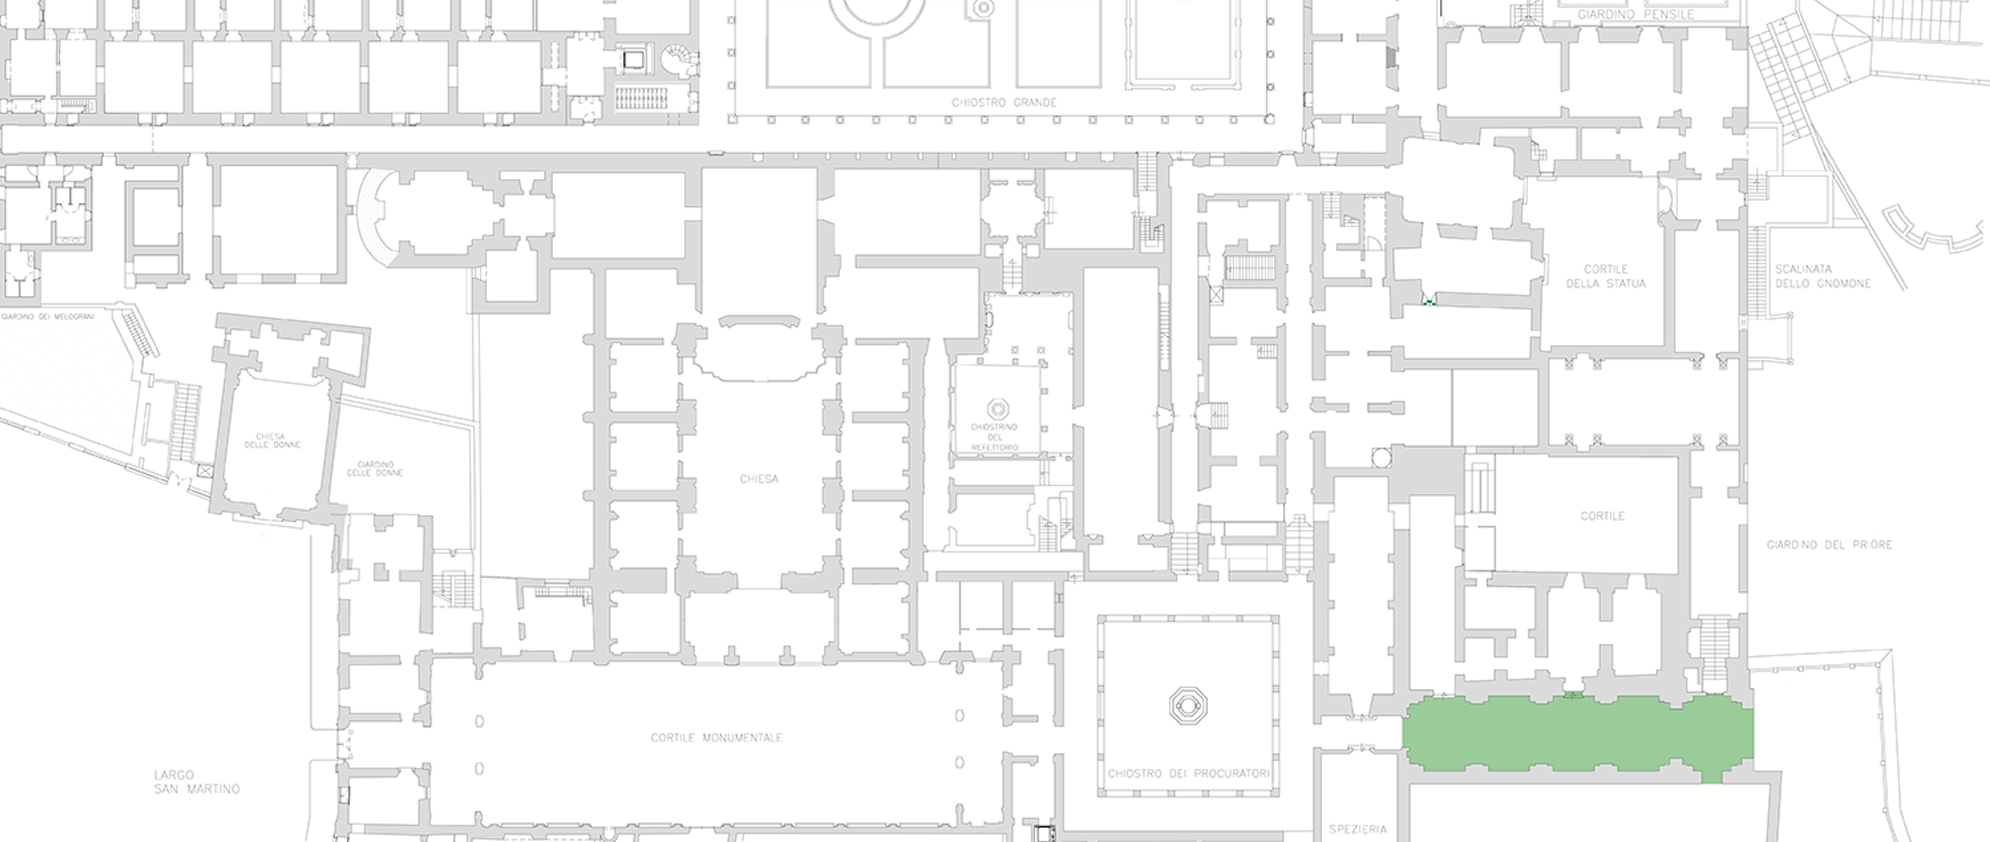 GIARDINO PENSILE
CHIOSTRO GRANDE
CORTILE
DELLA STATUA
SCALINATA
DELLO GNOMONE
GIARDINO DEI MELOGRANI
CHIESA
DELLE DONNE
GIARDINO
DELLE DONNE
CHIOSTRINO
DEL
REFETTORIO
CHIESA
CORTILE
GIARDINO DEL PRIORE
CORTILE MONUMENTALE
CHIOSTRO DEI PROCURATORI
LARGO
SAN MARTINO
SPEZIERIA